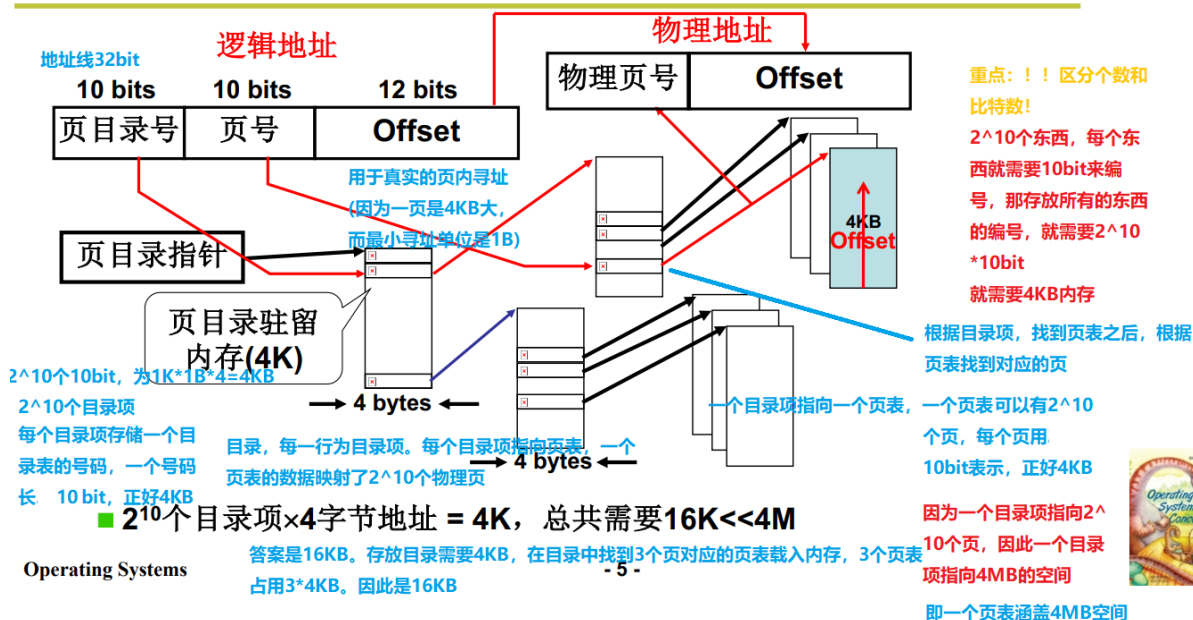 逻辑地址
物理地址
地址线32bit
10 bits
10 bits
12 bits
页目录号
页号
Offset
物理页号
Offset
重点：！！区分个数和
比特数！
2^10个东西，每个东
西就需要10bit来编
号，那存放所有的东西
的编号，就需要2^10
*10bit
就需要4KB内存
用于真实的页内寻址
(因为一页是4KB大，
而最小寻址单位是1B)
4KB
Offset
页目录指针
页目录驻留
内存(4K)
根据目录项，找到页表之后，根据
页表找到对应的页
2^10个10bit，为1K*1B*4=4KB
2^10个目录项
每个目录项存储一个目
录表的号码，一个号码
长 10 bit，正好4KB
4 bytes
一个目录项指向一个页表，一个页表可以有2^10
个页，每个页用
10bit表示，正好4KB
目录，每一行为目录项。每个目录项指向页表，一个
页表的数据映射了2^10个物理页
4 bytes
因为一个目录项指向2^
10个页，因此一个目录
项指向4MB的空间
即一个页表涵盖4MB空间
2¹⁰个目录项×4字节地址 = 4K，总共需要16K<<4M
答案是16KB。存放目录需要4KB，在目录中找到3个页对应的页表载入内存，3个页表
占用3*4KB。因此是16KB
Operating Systems
- 5 -
Operating
System